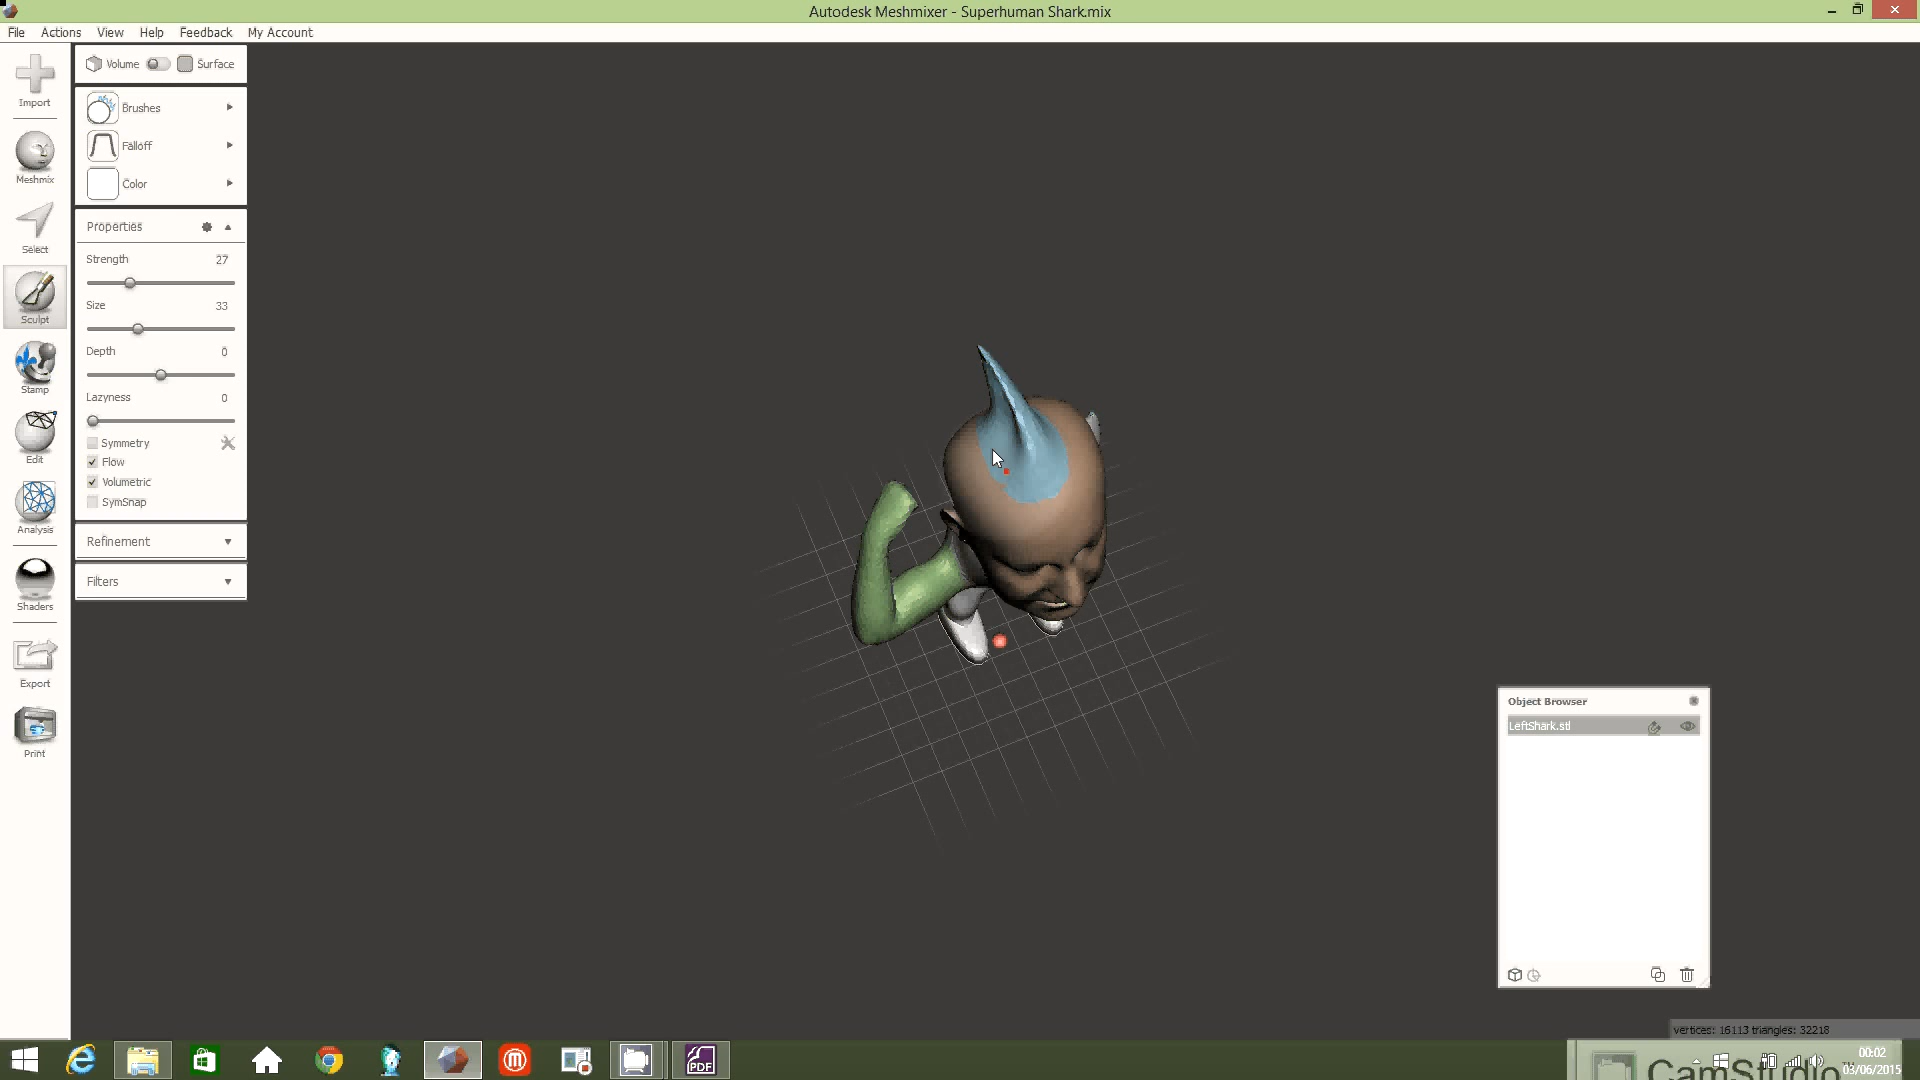 Autodesk Meshmixer - Superhuman Shark.mix
File Actions View Help Feedback My Account
Import
Meshmix
Select
Sculpt
Stamp
Edit
Analysis
Shaders
Export
Print
Volume Surface
Brushes
Falloff
Color
Properties
Strength 27
Size 33
Depth 0
Lazyness 0
Symmetry
Flow
Volumetric
SymSnap
Refinement
Filters
Object Browser
LeftShark.stl
vertices: 16113 triangles: 32218
PDF
CamStudio
00:02
03/06/2015